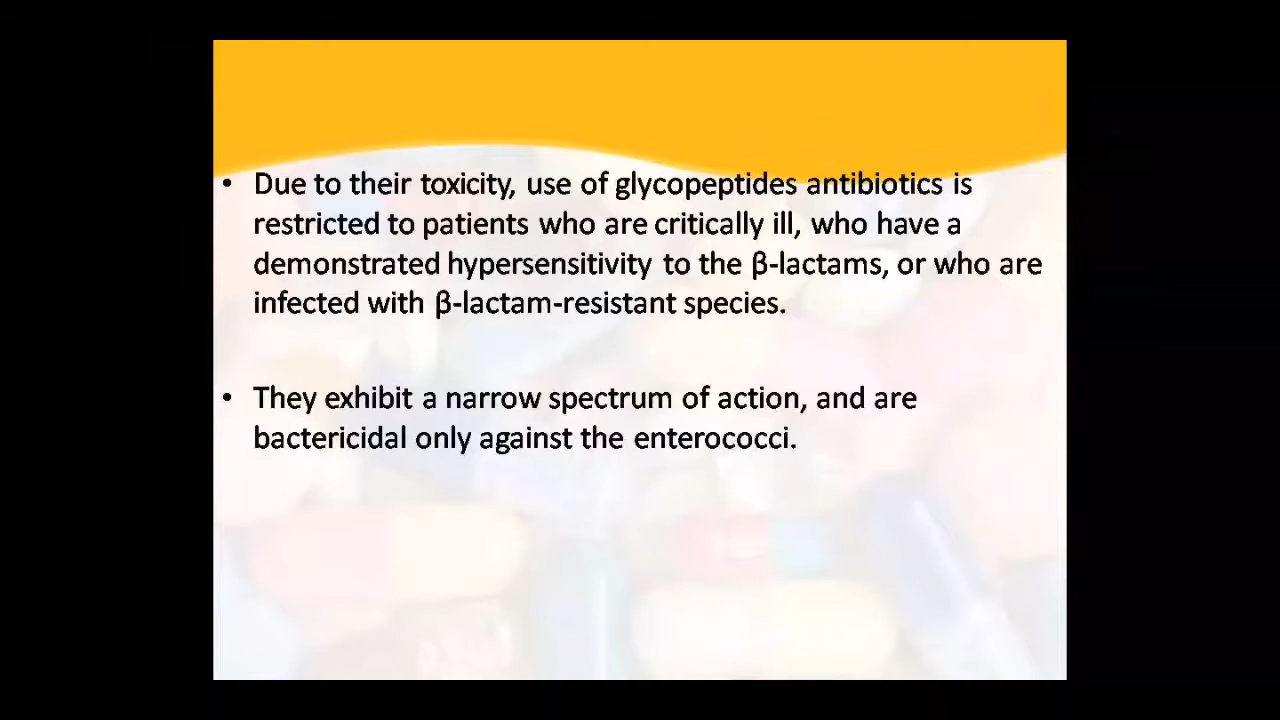 • Due to their toxicity, use of glycopeptides antibiotics is
restricted to patients who are critically ill, who have a
demonstrated hypersensitivity to the β-lactams, or who are
infected with β-lactam-resistant species.
• They exhibit a narrow spectrum of action, and are
bactericidal only against the enterococci.